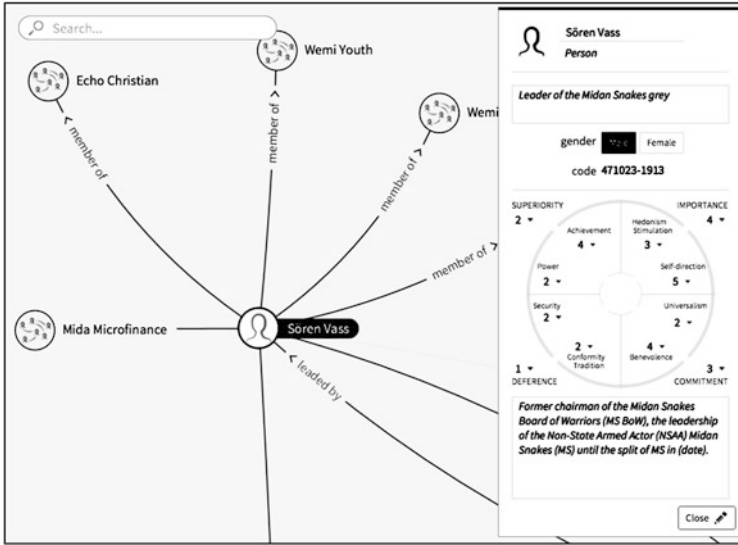 Search...
Wemi Youth
Echo Christian
Wemi
member of >
member of >
member of >
member of >
Mida Microfinance
Sören Vass
< leaded by
Sören Vass
Person
Leader of the Midan Snakes grey
gender Male Female
code 471023-1913
SUPERIORITY
2
IMPORTANCE
4
Achievement
4
Hedonism
Stimulation
3
Power
2
Self-direction
5
Security
2
Universalism
2
2
Conformity
Tradition
4
Benevolence
1
DEFERENCE
3
COMMITMENT
Former chairman of the Midan Snakes
Board of Warriors (MS BoW), the leadership
of the Non-State Armed Actor (NSAA) Midan
Snakes (MS) until the split of MS in (date).
Close